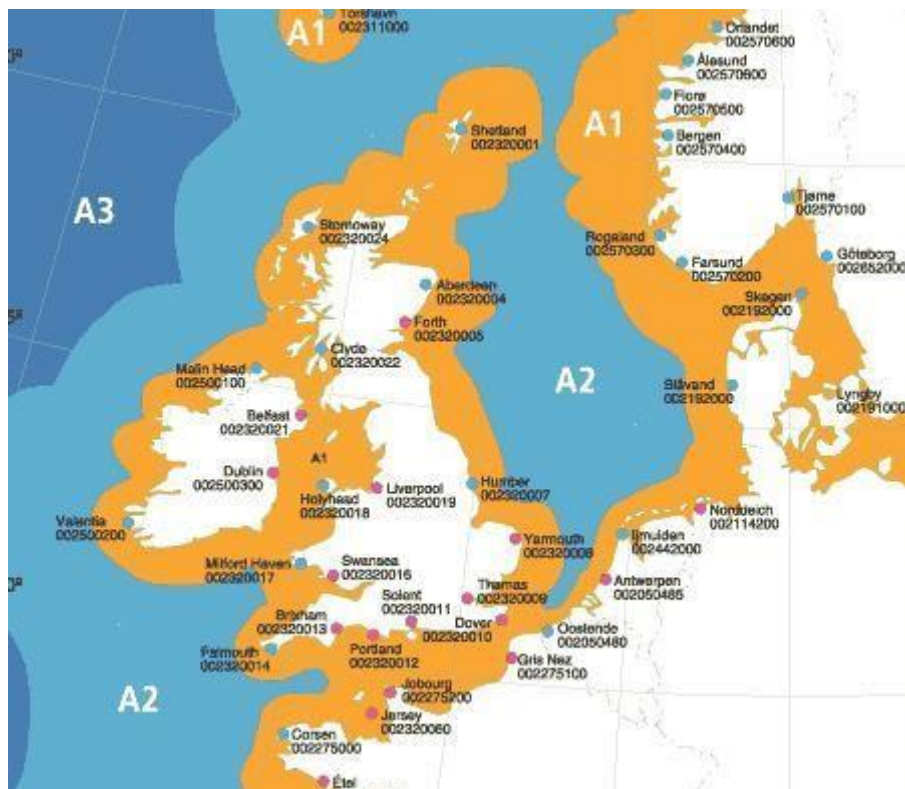 Tórshavn
002311000
A1
Orlandet
002570600
Ålesund
002570600
Florø
002570500
A1
Bergen
002570400
Shetland
002320001
A3
Tjøme
002570100
Stornoway
002320024
Rogaland
002570300
Farsund
002570200
Göteborg
002652000
Aberdeen
002320004
Skagen
002192000
Forth
002320005
Clyde
002320022
Malin Head
002500100
A2
Blåvand
002192000
Lyngby
002191000
Belfast
002320021
A1
Dublin
002500300
Holyhead
002320018
Liverpool
002320019
Humber
002320007
Valentia
002500200
Norddeich
002114200
Yarmouth
002320008
Ijmuiden
002442000
Milford Haven
002320017
Swansea
002320016
Antwerpen
002050485
Thames
002320009
Solent
002320011
Brixham
002320013
Dover
002320010
Oostende
002050480
Falmouth
002320014
Portland
002320012
Gris Nez
002275100
A2
Jobourg
002275200
Jersey
002320060
Corsen
002275000
Étel